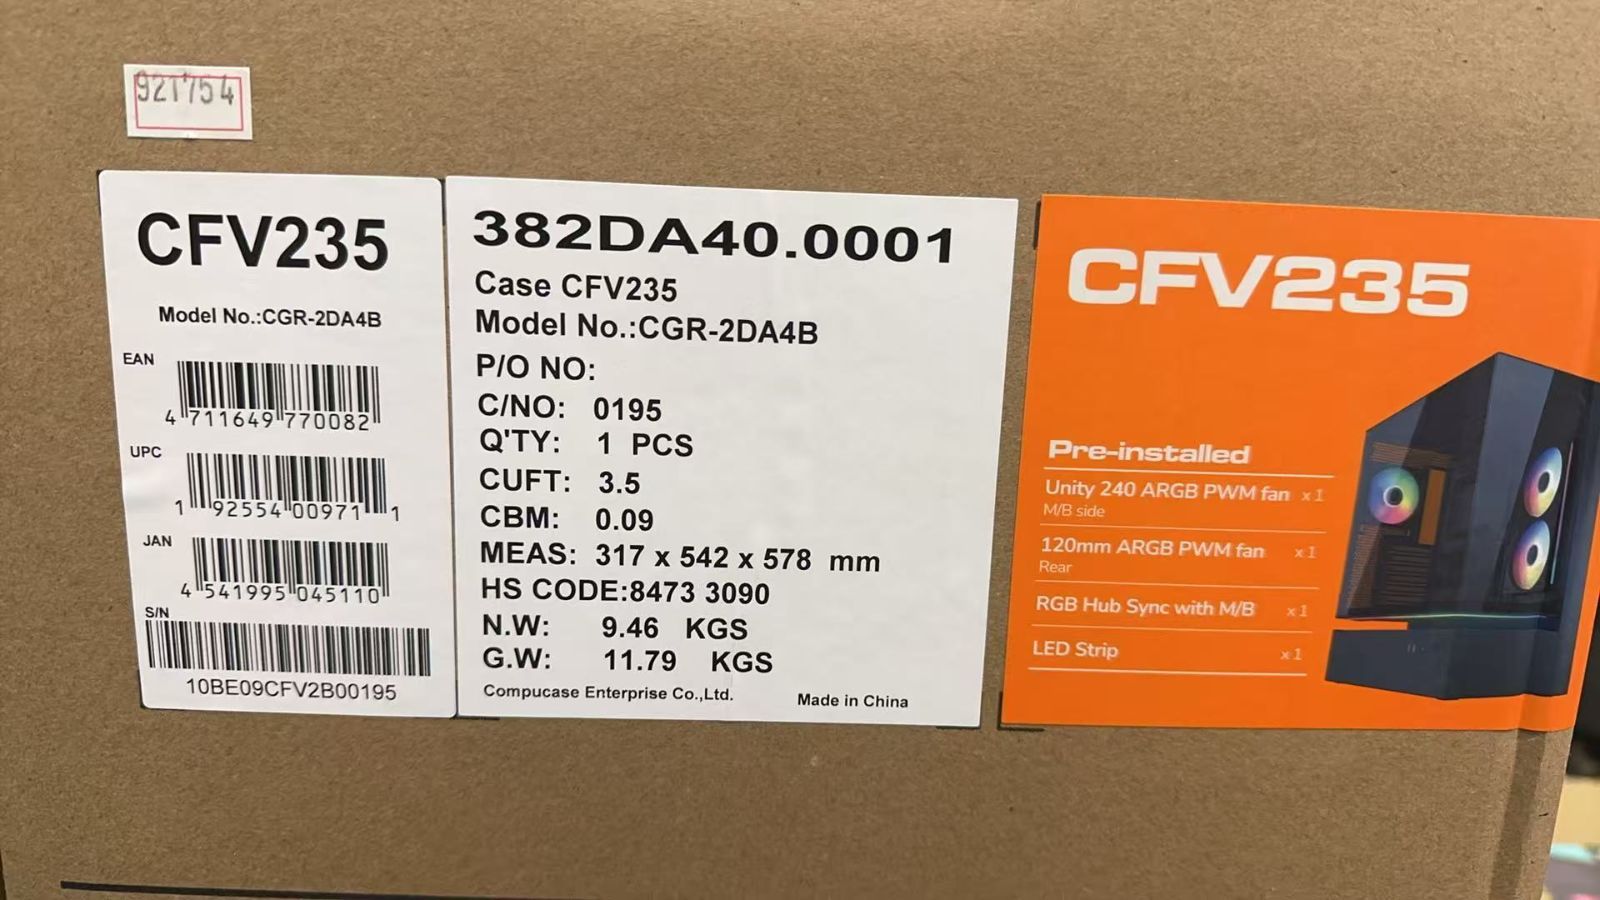 921754
CFV235
Model No.:CGR-2DA4B
EAN
4 711649 770082
UPC
1 92554 00971 1
JAN
4 541995 045110
S/N
10BE09CFV2B00195
382DA40.0001
Case CFV235
Model No.:CGR-2DA4B
P/O NO:
C/NO: 0195
Q'TY: 1 PCS
CUFT: 3.5
CBM: 0.09
MEAS: 317 x 542 x 578 mm
HS CODE:8473 3090
N.W: 9.46 KGS
G.W: 11.79 KGS
Compucase Enterprise Co.,Ltd. Made in China
CFV235
Pre-installed
Unity 240 ARGB PWM fan x 1
M/B side
120mm ARGB PWM fan x 1
Rear
RGB Hub Sync with M/B x 1
LED Strip x 1